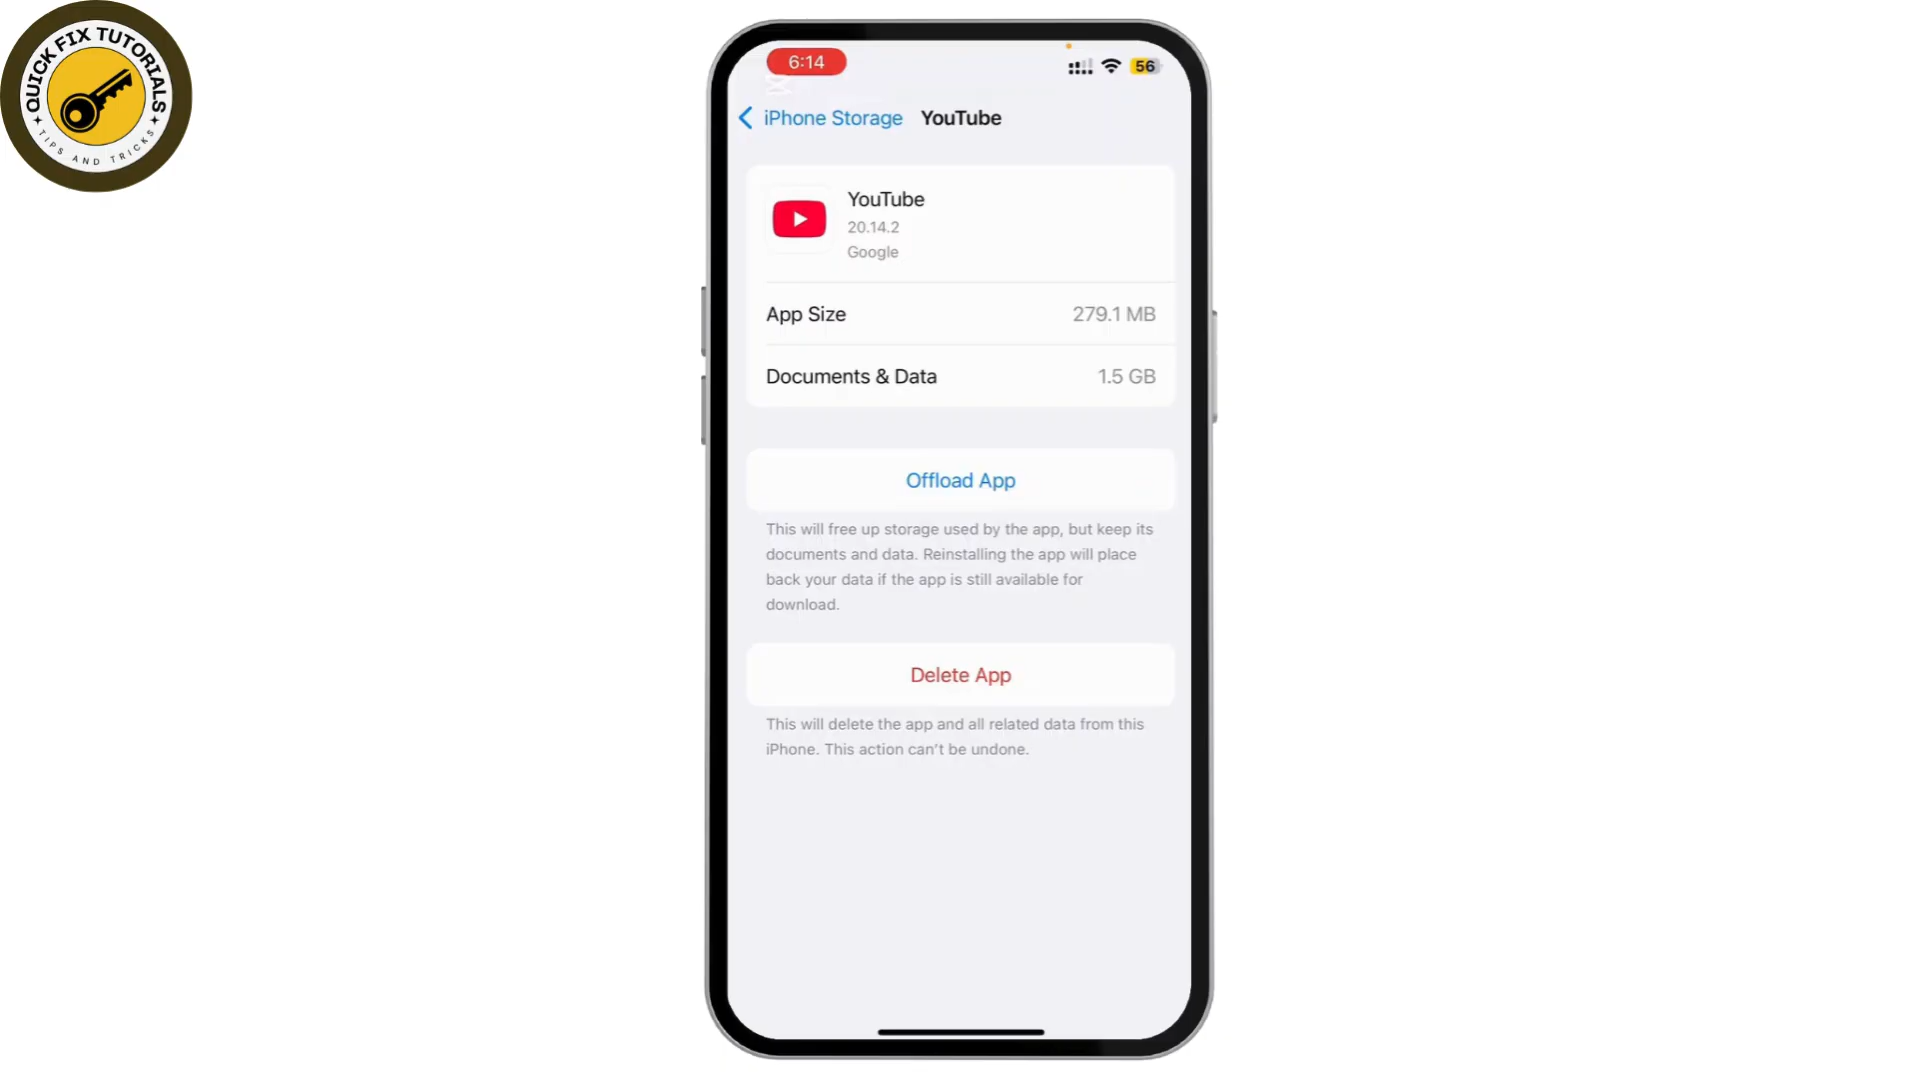 QUICK FIX TUTORIALS
TIPS AND TRICKS
6:14
56
iPhone Storage YouTube
YouTube
20.14.2
Google
App Size 279.1 MB
Documents & Data 1.5 GB
Offload App
This will free up storage used by the app, but keep its
documents and data. Reinstalling the app will place
back your data if the app is still available for
download.
Delete App
This will delete the app and all related data from this
iPhone. This action can’t be undone.